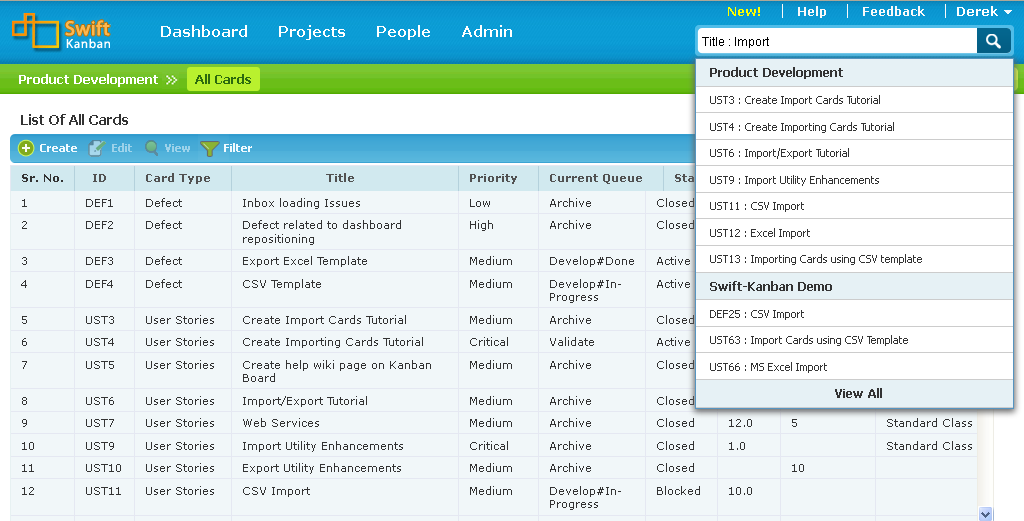 Swift
Kanban
Dashboard Projects People Admin
New! Help Feedback Derek
Title : Import
Product Development >> All Cards
List Of All Cards
Create Edit View Filter
Sr. No. ID Card Type Title Priority Current Queue Sta
1 DEF1 Defect Inbox loading Issues Low Archive Closed
2 DEF2 Defect Defect related to dashboard High Archive Closed
repositioning
3 DEF3 Defect Export Excel Template Medium Develop#Done Active
4 DEF4 Defect CSV Template Medium Develop#In- Active
Progress
5 UST3 User Stories Create Import Cards Tutorial Medium Archive Closed
6 UST4 User Stories Create Importing Cards Tutorial Critical Validate Active
7 UST5 User Stories Create help wiki page on Kanban Medium Archive Closed
Board
8 UST6 User Stories Import/Export Tutorial Medium Archive Closed
9 UST7 User Stories Web Services Medium Archive Closed 12.0 5 Standard Class
10 UST9 User Stories Import Utility Enhancements Critical Archive Closed 1.0 Standard Class
11 UST10 User Stories Export Utility Enhancements Medium Archive Closed 10
12 UST11 User Stories CSV Import Medium Develop#In- Blocked 10.0
Progress
Product Development
UST3 : Create Import Cards Tutorial
UST4 : Create Importing Cards Tutorial
UST6 : Import/Export Tutorial
UST9 : Import Utility Enhancements
UST11 : CSV Import
UST12 : Excel Import
UST13 : Importing Cards using CSV template
Swift-Kanban Demo
DEF25 : CSV Import
UST63 : Import Cards using CSV Template
UST66 : MS Excel Import
View All